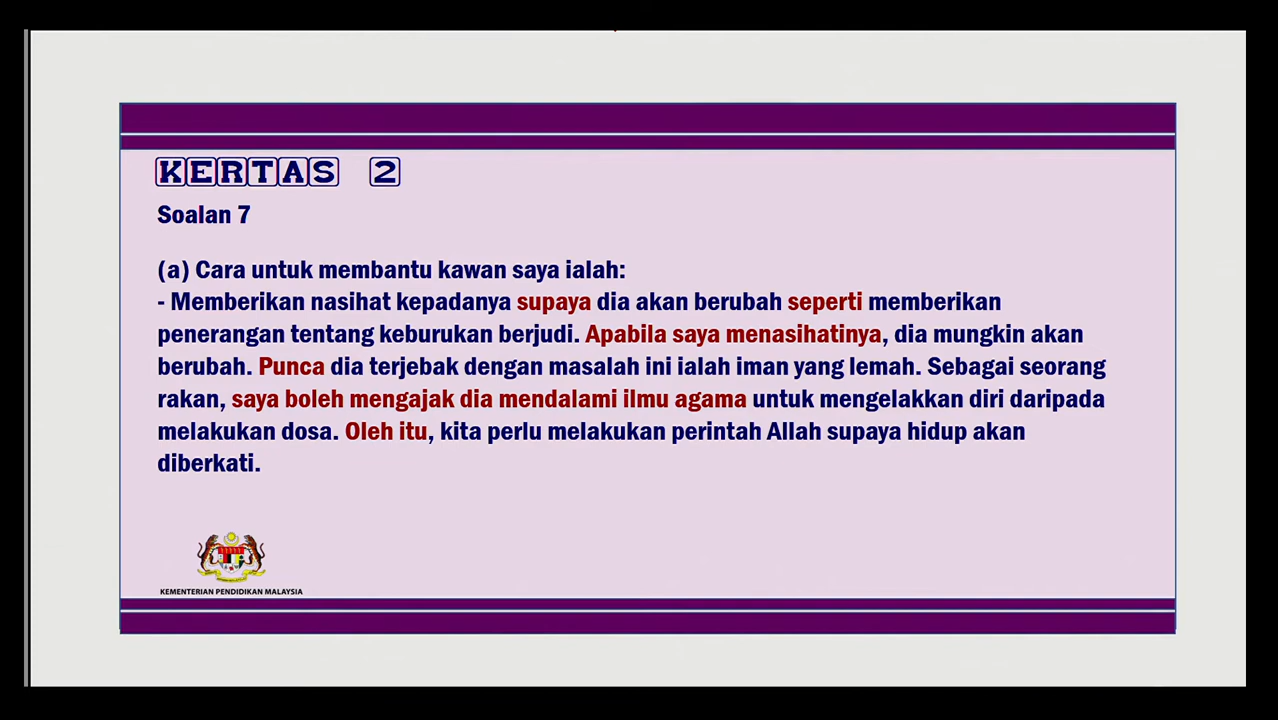 KERTAS 2
Soalan 7
(a) Cara untuk membantu kawan saya ialah:
- Memberikan nasihat kepadanya supaya dia akan berubah seperti memberikan
penerangan tentang keburukan berjudi. Apabila saya menasihatinya, dia mungkin akan
berubah. Punca dia terjebak dengan masalah ini ialah iman yang lemah. Sebagai seorang
rakan, saya boleh mengajak dia mendalami ilmu agama untuk mengelakkan diri daripada
melakukan dosa. Oleh itu, kita perlu melakukan perintah Allah supaya hidup akan
diberkati.
KEMENTERIAN PENDIDIKAN MALAYSIA